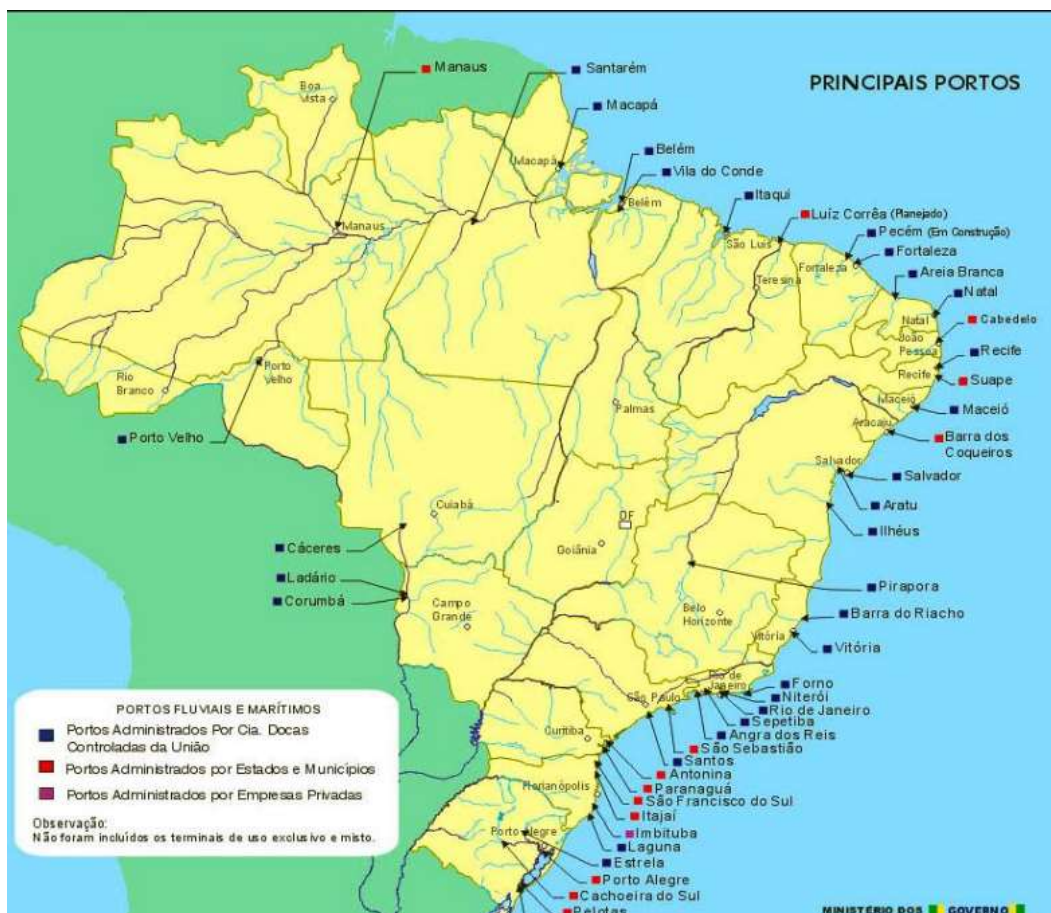 PRINCIPAIS PORTOS
Manaus
Santarém
Macapá
Belém
Vila do Conde
Itaqui
Luíz Corrêa (Planejado)
Pecém (Em Construção)
Fortaleza
Areia Branca
Natal
Cabedelo
Recife
Suape
Maceió
Barra dos
Coqueiros
Salvador
Aratu
Ilhéus
Pirapora
Barra do Riacho
Vitória
Forno
Niterói
Rio de Janeiro
Sepetiba
Angra dos Reis
São Sebastião
Santos
Antonina
Paranaguá
São Francisco do Sul
Itajaí
Imbituba
Laguna
Estrela
Porto Alegre
Cachoeira do Sul
Pelotas
Porto Velho
Cáceres
Ladário
Corumbá
Boa
Vista
Macapá
Manaus
Belém
São Luís
Teresina
Fortaleza
Natal
João
Pessoa
Recife
Maceió
Aracaju
Salvador
Rio
Branco
Porto
Velho
Palmas
Cuiabá
DF
Goiânia
Campo
Grande
Belo
Horizonte
Vitória
Rio de
Janeiro
São Paulo
Curitiba
Florianópolis
Porto Alegre
PORTOS FLUVIAIS E MARÍTIMOS
Portos Administrados Por Cia. Docas
Controladas da União
Portos Administrados por Estados e Municípios
Portos Administrados por Empresas Privadas
Observação:
Não foram incluídos os terminais de uso exclusivo e misto.
MINISTÉRIO DOS
GOVERNO